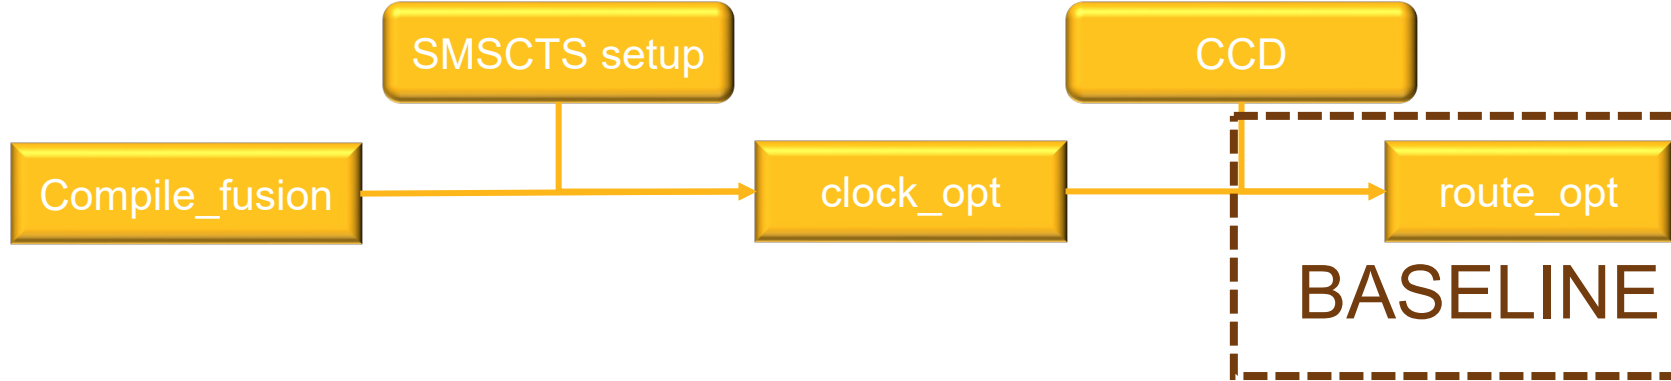 SMSCTS setup
CCD
Compile_fusion
clock_opt
route_opt
BASELINE